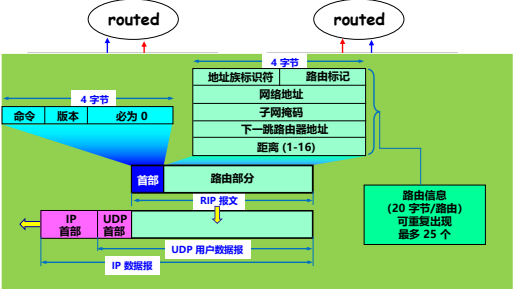 routed
routed
4 字节
地址族标识符
路由标记
网络地址
子网掩码
下一跳路由器地址
距离 (1-16)
4 字节
命令
版本
必为 0
首部
路由部分
RIP 报文
路由信息
(20 字节/路由)
可重复出现
最多 25 个
IP
首部
UDP
首部
UDP 用户数据报
IP 数据报